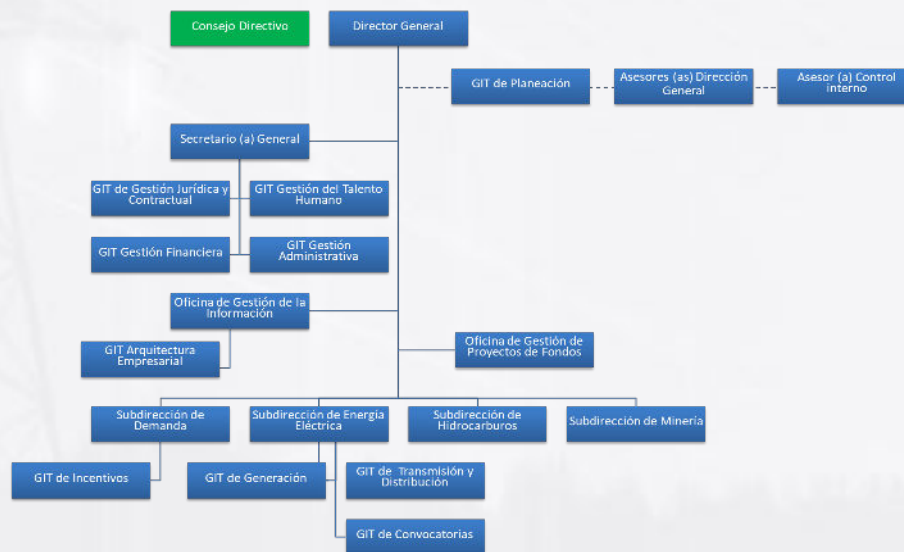 Consejo Directivo
Director General
GIT de Planeación
Asesores (as) Dirección
General
Asesor (a) Control
interno
Secretario (a) General
GIT de Gestión Jurídica y
Contractual
GIT Gestión del Talento
Humano
GIT Gestión Financiera
GIT Gestión
Administrativa
Oficina de Gestión de la
Información
GIT Arquitectura
Empresarial
Oficina de Gestión de
Proyectos de Fondos
Subdirección de
Demanda
Subdirección de Energía
Eléctrica
Subdirección de
Hidrocarburos
Subdirección de Minería
GIT de Incentivos
GIT de Generación
GIT de Transmisión y
Distribución
GIT de Convocatorias